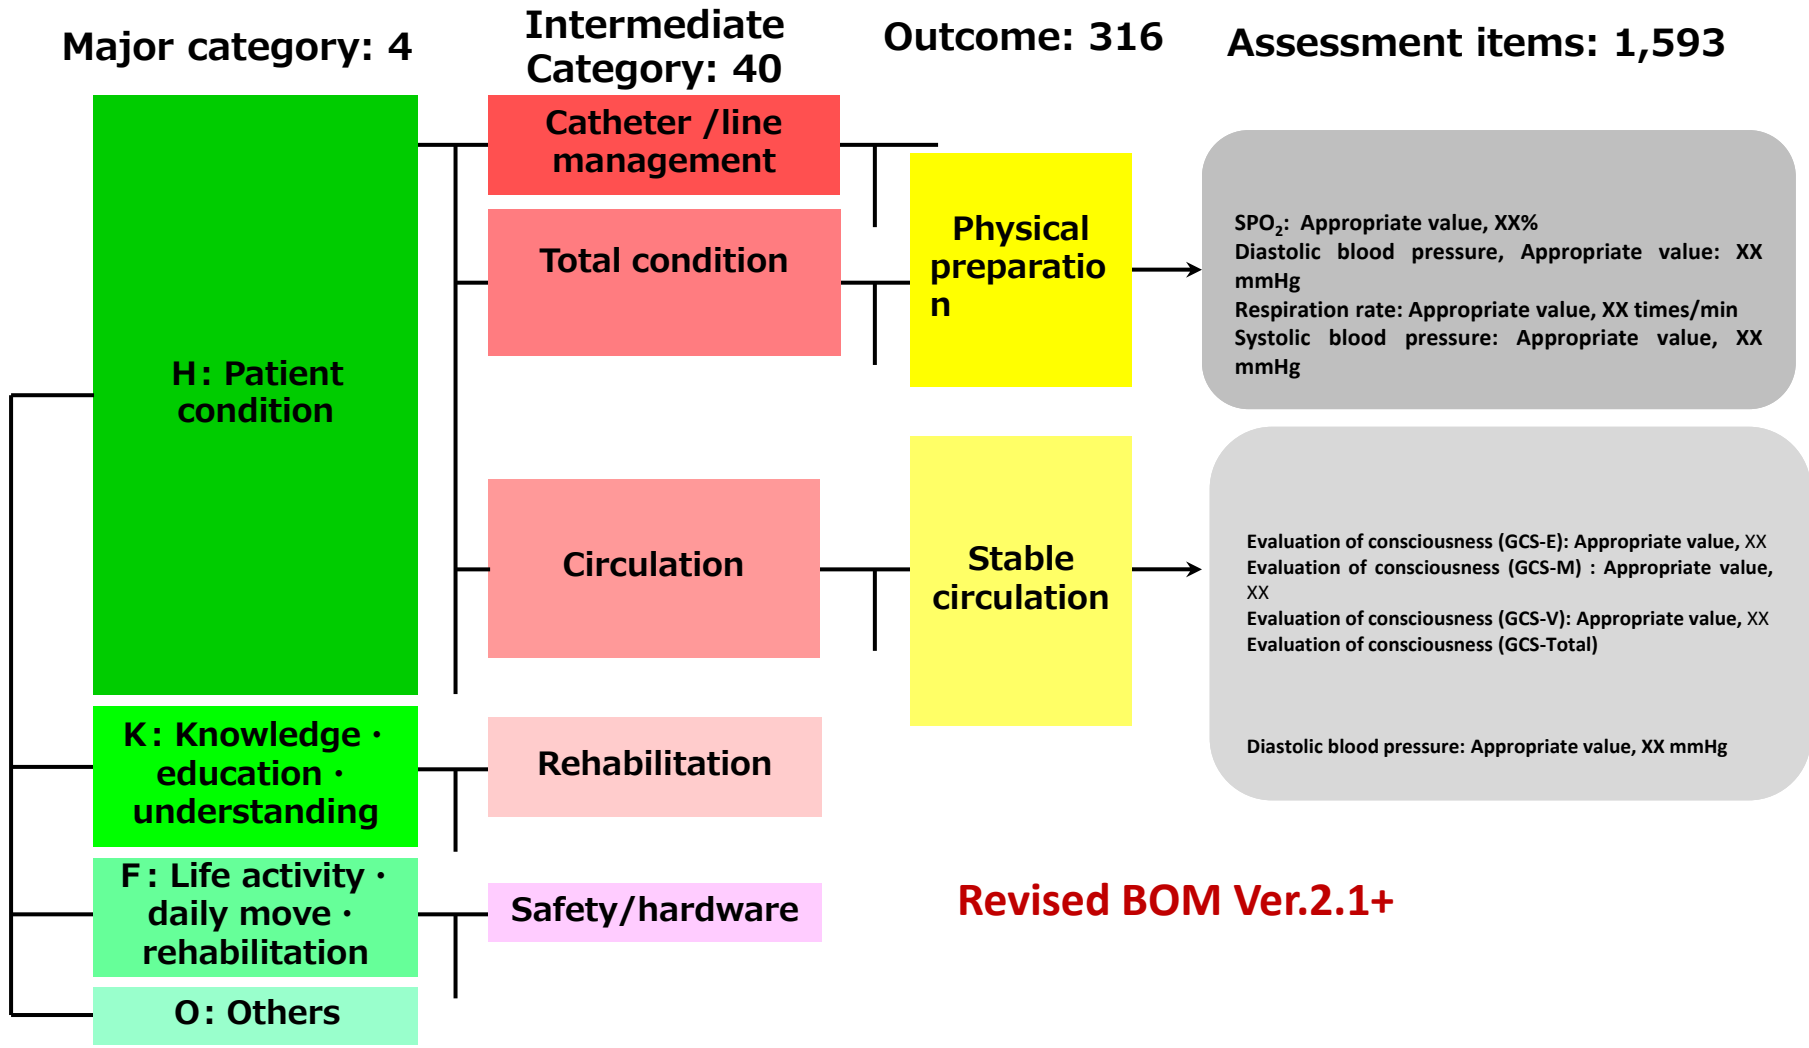 Major category: 4
Intermediate
Category: 40
Outcome: 316
Assessment items: 1,593
H: Patient
condition
K: Knowledge・
education・
understanding
F: Life activity・
daily move・
rehabilitation
O: Others
Catheter /line
management
Total condition
Circulation
Rehabilitation
Safety/hardware
Physical
preparatio
n
Stable
circulation
SPO₂: Appropriate value, XX%
Diastolic blood pressure, Appropriate value: XX
mmHg
Respiration rate: Appropriate value, XX times/min
Systolic blood pressure: Appropriate value, XX
mmHg
Evaluation of consciousness (GCS-E): Appropriate value, XX
Evaluation of consciousness (GCS-M) : Appropriate value,
XX
Evaluation of consciousness (GCS-V): Appropriate value, XX
Evaluation of consciousness (GCS-Total)
Diastolic blood pressure: Appropriate value, XX mmHg
Revised BOM Ver.2.1+